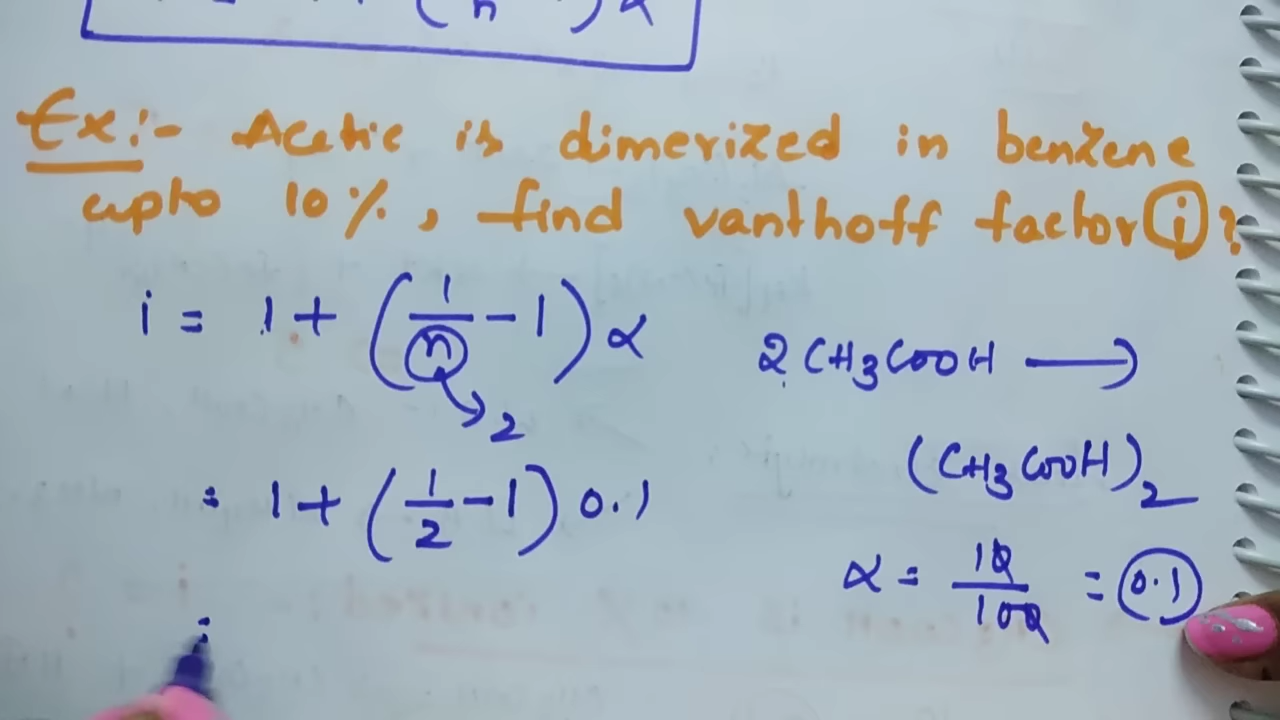 (n )α
Ex:- Acetic is dimerized in benzene
upto 10%, find vanthoff factor i ?
i = 1 + (1/n - 1) α
2
2CH3COOH ⟶
(CH3COOH)2
= 1 + (1/2 - 1) 0.1
α = 10/100 = 0.1
=